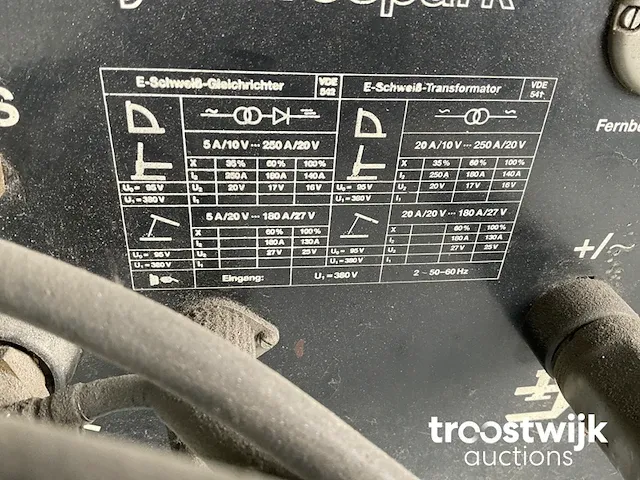 E-Schweiß-Gleichrichter VDE 542
5 A/10 V ··· 250 A/20 V
X 35% 60% 100%
I₂ 250 A 180 A 140 A
U₀ = 95 V U₂ 20 V 17 V 16 V
U₁ = 380 V I₁
5 A/20 V ··· 180 A/27 V
X 60% 100%
I₂ 180 A 130 A
U₀ = 95 V U₂ 27 V 25 V
U₁ = 380 V I₁
E-Schweiß-Transformator VDE 541
20 A/10 V ··· 250 A/20 V
X 35% 60% 100%
I₂ 250 A 180 A 140 A
U₀ = 95 V U₂ 20 V 17 V 16 V
U₁ = 380 V I₁
20 A/20 V ··· 180 A/27 V
X 60% 100%
I₂ 180 A 130 A
U₀ = 95 V U₂ 27 V 25 V
U₁ = 380 V I₁
Eingang: U₁ = 380 V 2 ~ 50–60 Hz
S
Fernb
+/~
troostwijk
auctions